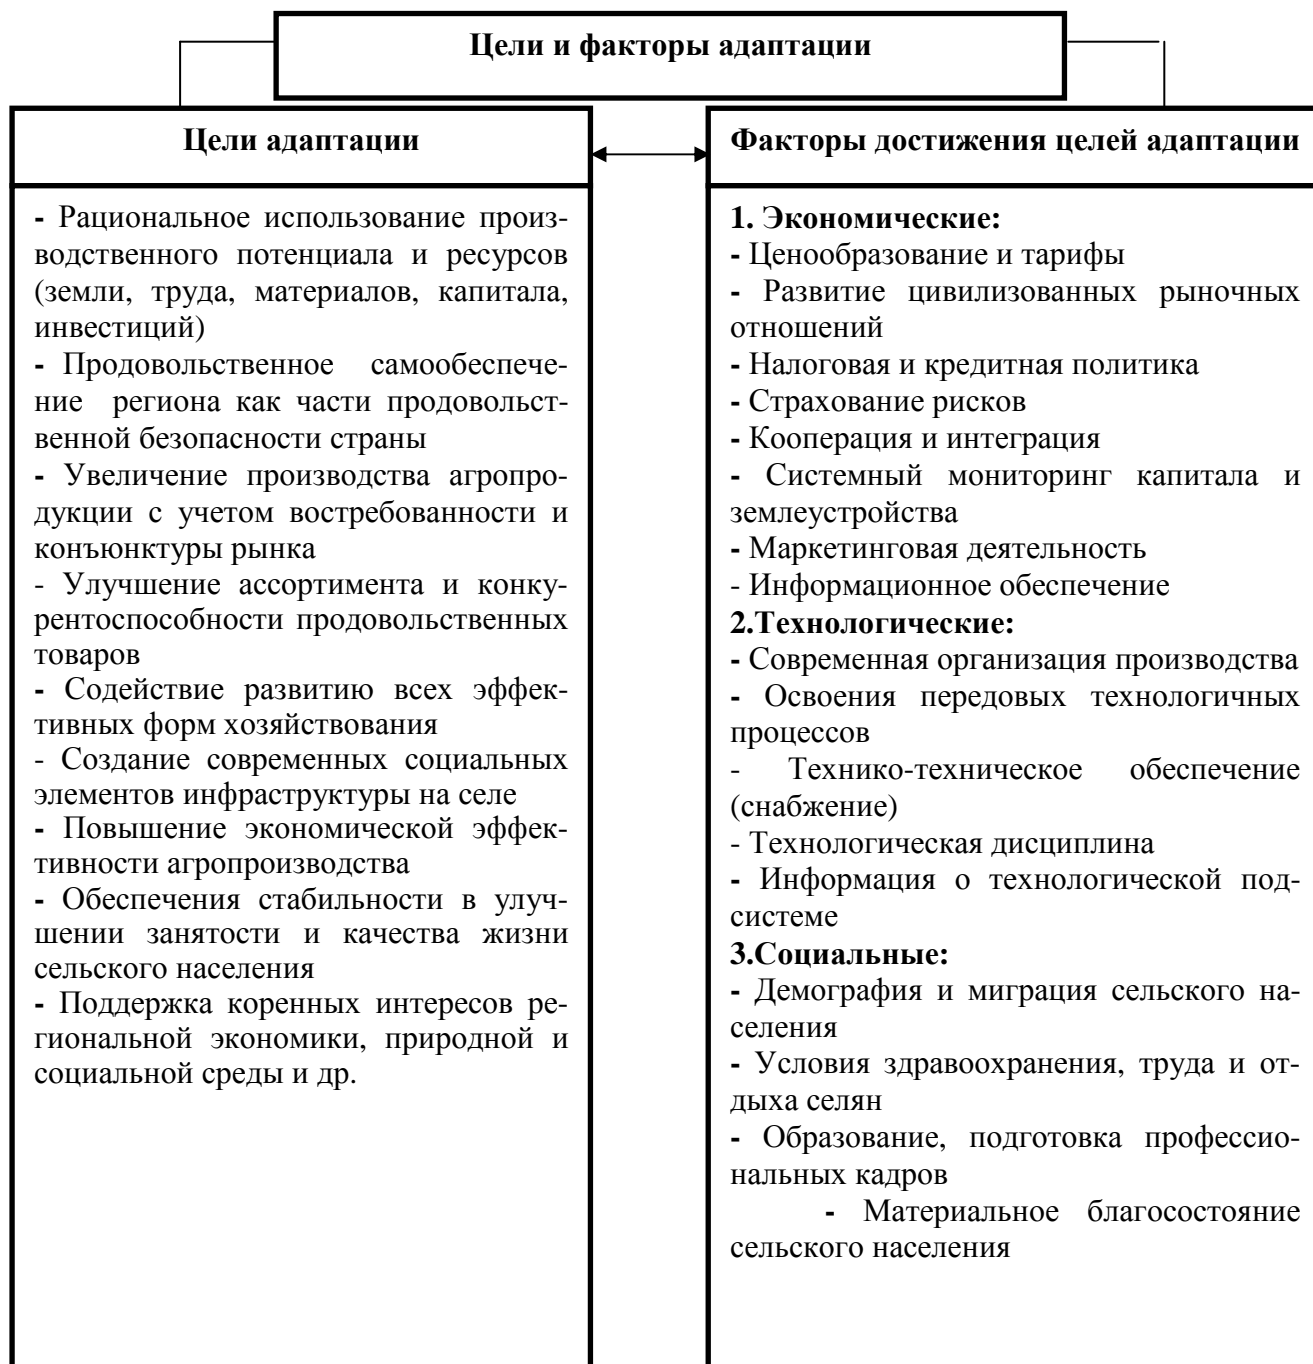 Цели и факторы адаптации
Цели адаптации
- Рациональное использование произ-
водственного потенциала и ресурсов
(земли, труда, материалов, капитала,
инвестиций)
- Продовольственное самообеспече-
ние региона как части продовольст-
венной безопасности страны
- Увеличение производства агропро-
дукции с учетом востребованности и
конъюнктуры рынка
- Улучшение ассортимента и конку-
рентоспособности продовольственных
товаров
- Содействие развитию всех эффек-
тивных форм хозяйствования
- Создание современных социальных
элементов инфраструктуры на селе
- Повышение экономической эффек-
тивности агропроизводства
- Обеспечения стабильности в улуч-
шении занятости и качества жизни
сельского населения
- Поддержка коренных интересов ре-
гиональной экономики, природной и
социальной среды и др.
Факторы достижения целей адаптации
1. Экономические:
- Ценообразование и тарифы
- Развитие цивилизованных рыночных
отношений
- Налоговая и кредитная политика
- Страхование рисков
- Кооперация и интеграция
- Системный мониторинг капитала и
землеустройства
- Маркетинговая деятельность
- Информационное обеспечение
2.Технологические:
- Современная организация производства
- Освоения передовых технологичных
процессов
- Технико-техническое обеспечение
(снабжение)
- Технологическая дисциплина
- Информация о технологической под-
системе
3.Социальные:
- Демография и миграция сельского на-
селения
- Условия здравоохранения, труда и от-
дыха селян
- Образование, подготовка профессио-
нальных кадров
- Материальное благосостояние
сельского населения